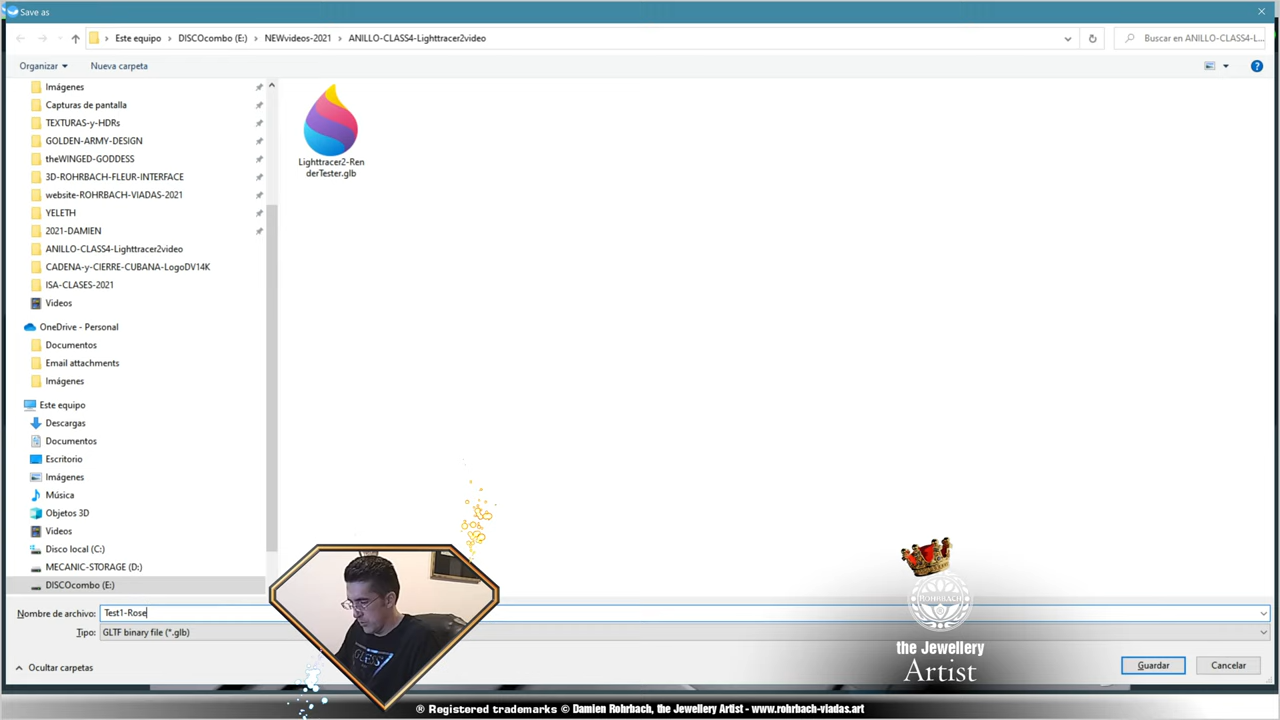 Save as
Este equipo > DISCOcombo (E:) > NEWvideos-2021 > ANILLO-CLASS4-Lighttracer2video
Buscar en ANILLO-CLASS4-L...
Organizar
Nueva carpeta
Imágenes
Capturas de pantalla
TEXTURAS-y-HDRs
GOLDEN-ARMY-DESIGN
theWINGED-GODDESS
3D-ROHRBACH-FLEUR-INTERFACE
website-ROHRBACH-VIADAS-2021
YELETH
2021-DAMIEN
ANILLO-CLASS4-Lighttracer2video
CADENA-y-CIERRE-CUBANA-LogoDV14K
ISA-CLASES-2021
Videos
OneDrive - Personal
Documentos
Email attachments
Imágenes
Este equipo
Descargas
Documentos
Escritorio
Imágenes
Música
Objetos 3D
Videos
Disco local (C:)
MECANIC-STORAGE (D:)
DISCOcombo (E:)
Lighttracer2-Ren
derTester.glb
Nombre de archivo: Test1-Rose
Tipo: GLTF binary file (*.glb)
Ocultar carpetas
Guardar
Cancelar
ROHRBACH
the Jewellery
Artist
® Registered trademarks © Damien Rohrbach, the Jewellery Artist - www.rohrbach-viadas.art